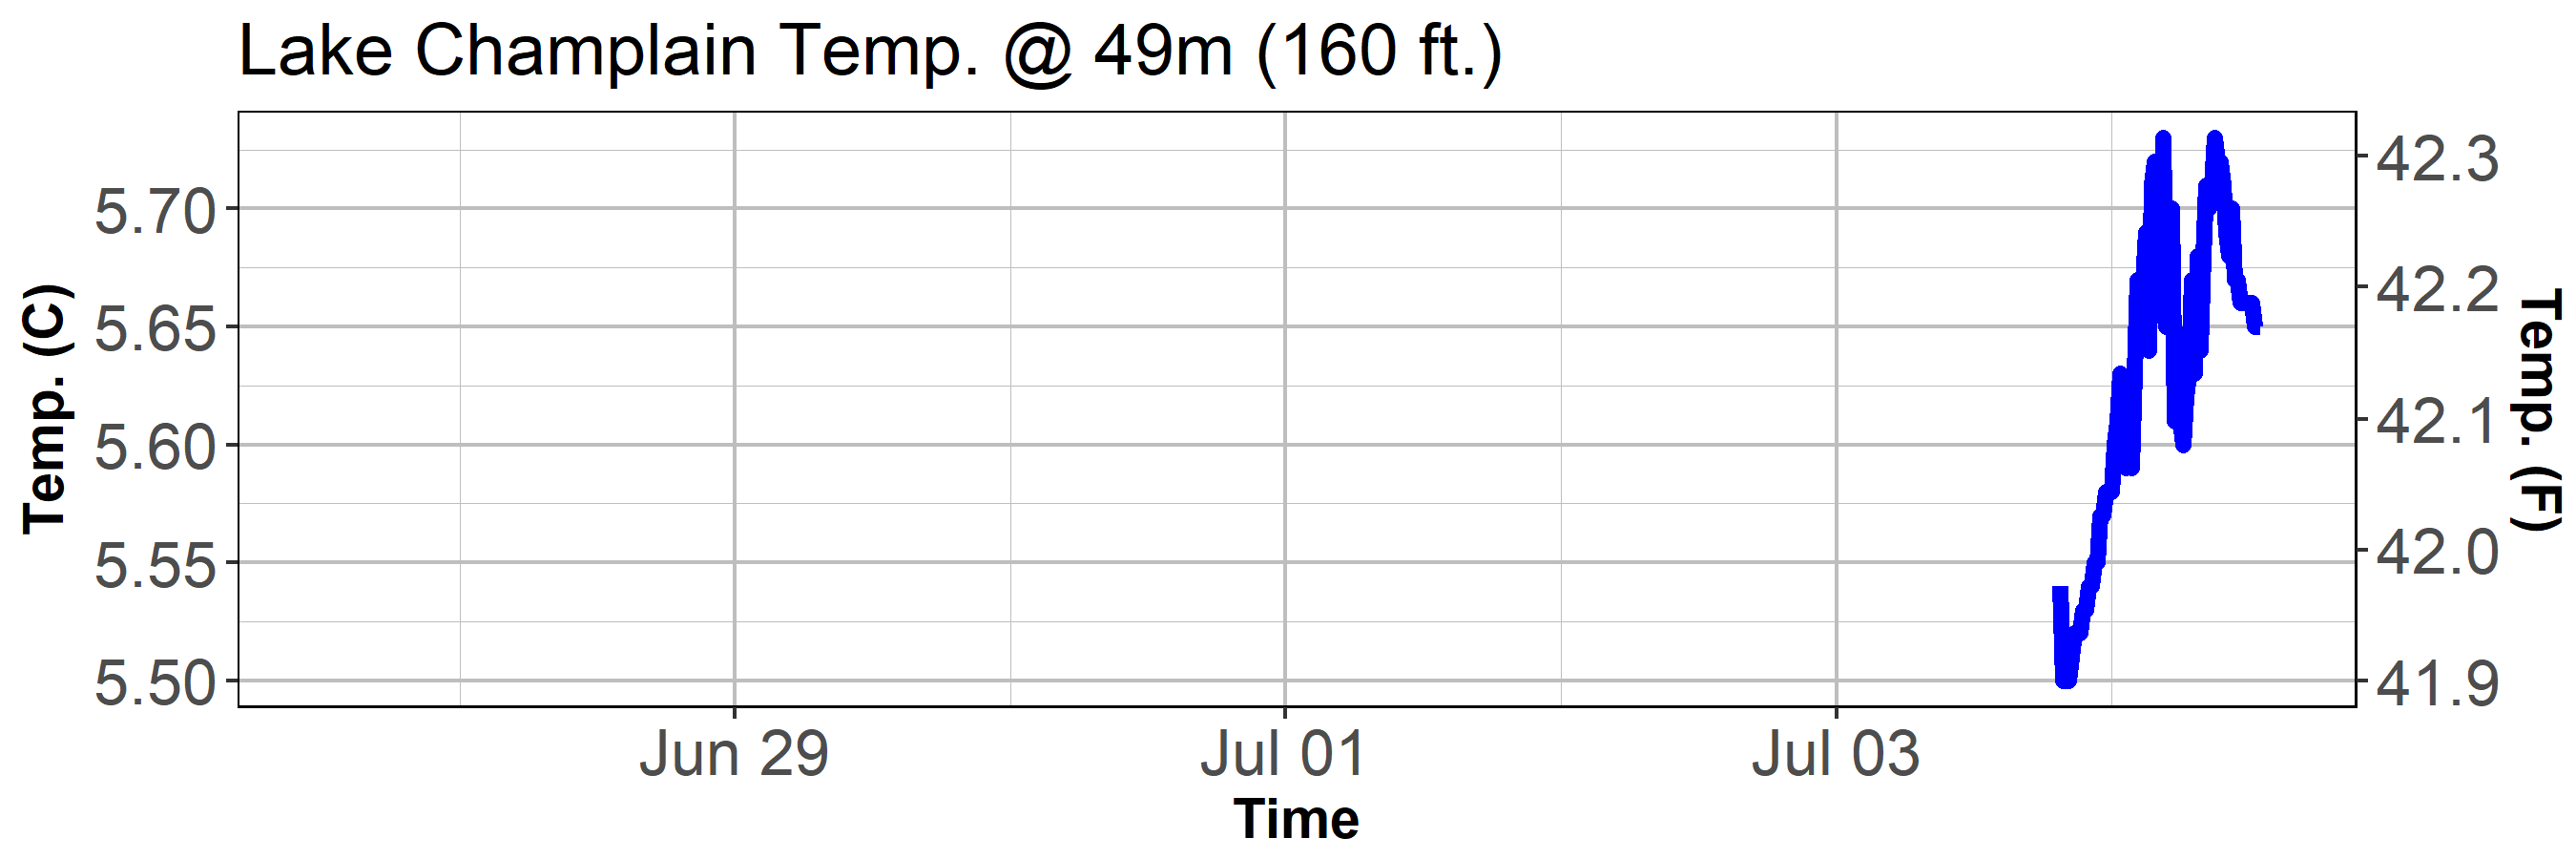 Lake Champlain Temp. @ 49m (160 ft.)
Temp. (C)
5.70
5.65
5.60
5.55
5.50
42.3
42.2
42.1
42.0
41.9
Temp. (F)
Jun 29 Jul 01 Jul 03
Time